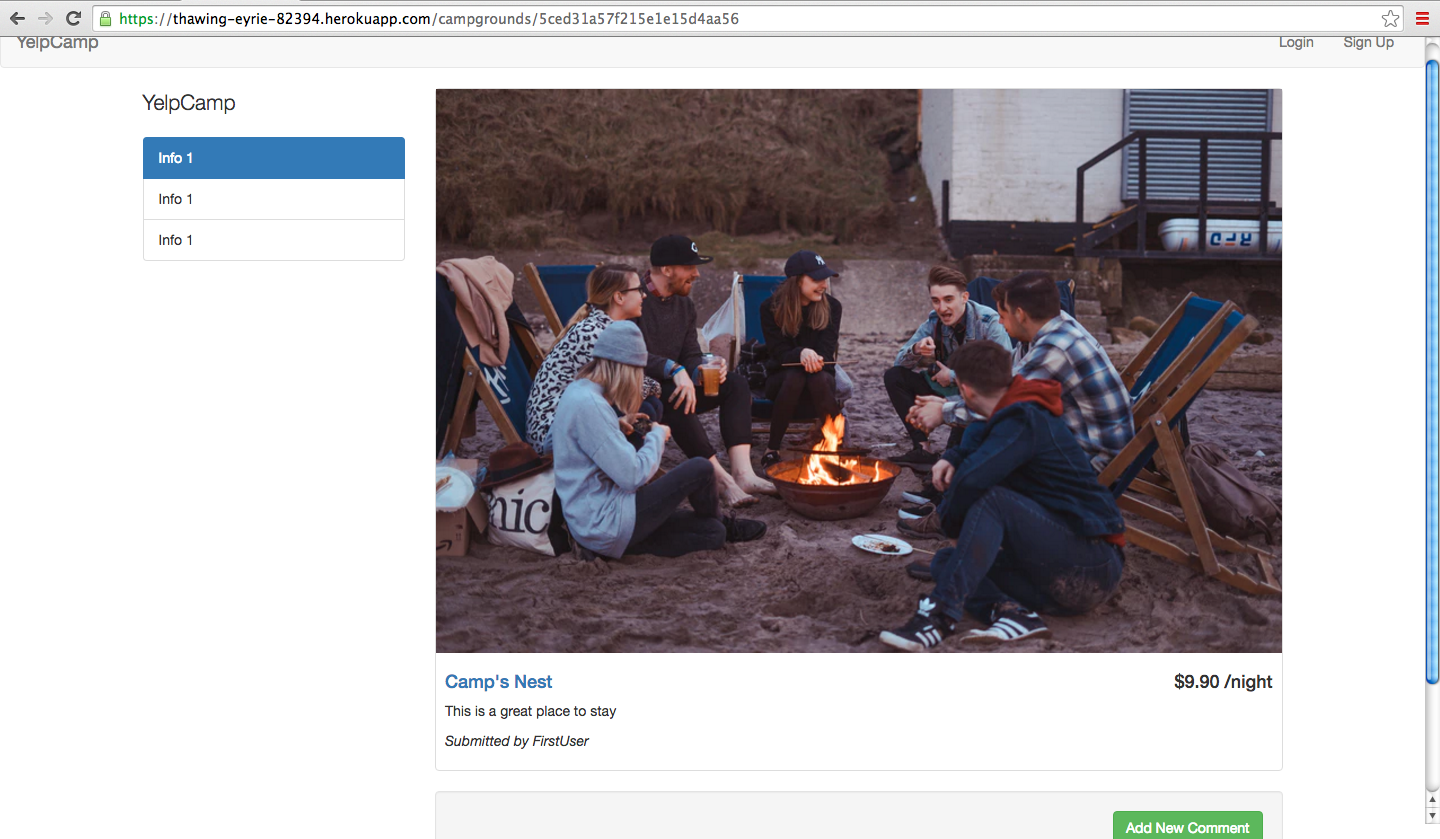 https://thawing-eyrie-82394.herokuapp.com/campgrounds/5ced31a57f215e1e15d4aa56
YelpCamp
Login
Sign Up
YelpCamp
Info 1
Info 1
Info 1
nic
Camp's Nest
$9.90 /night
This is a great place to stay
Submitted by FirstUser
Add New Comment